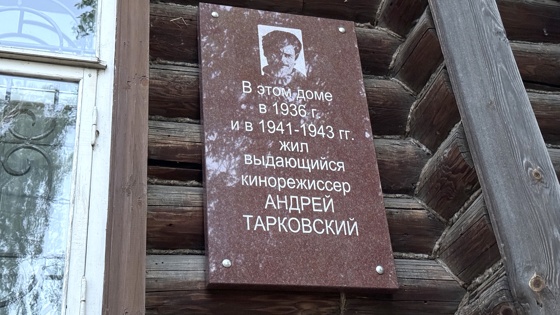 В этом доме
в 1936 г.
и в 1941-1943 гг.
жил
выдающийся
кинорежиссер
АНДРЕЙ
ТАРКОВСКИЙ